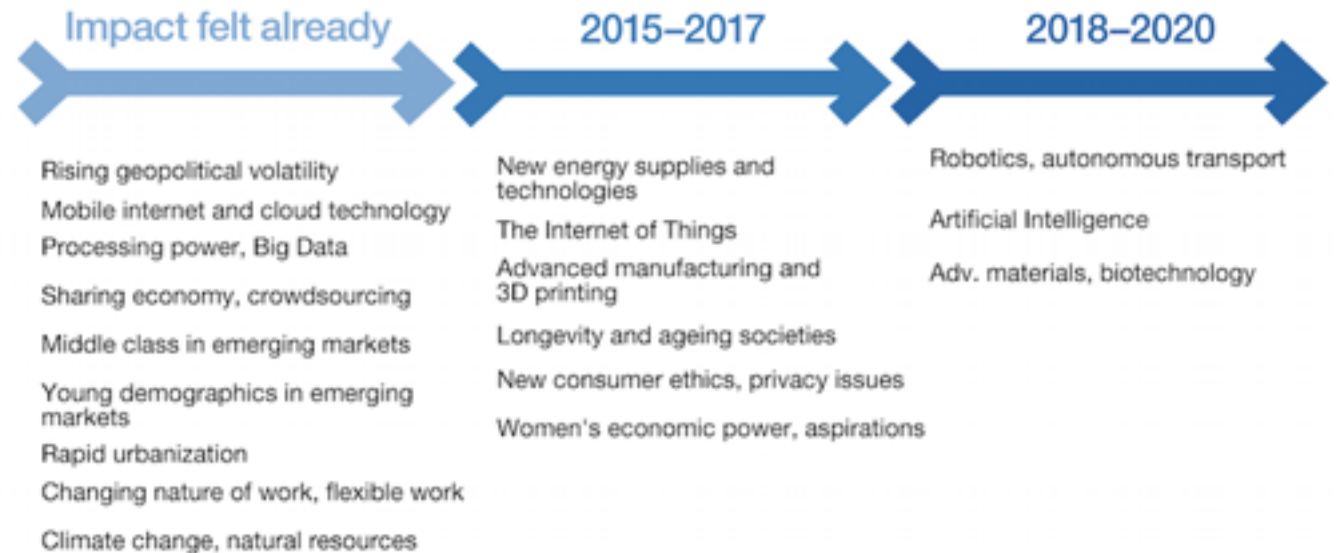 Impact felt already
Rising geopolitical volatility
Mobile internet and cloud technology
Processing power, Big Data
Sharing economy, crowdsourcing
Middle class in emerging markets
Young demographics in emerging
markets
Rapid urbanization
Changing nature of work, flexible work
Climate change, natural resources
2015–2017
New energy supplies and
technologies
The Internet of Things
Advanced manufacturing and
3D printing
Longevity and ageing societies
New consumer ethics, privacy issues
Women's economic power, aspirations
2018–2020
Robotics, autonomous transport
Artificial Intelligence
Adv. materials, biotechnology